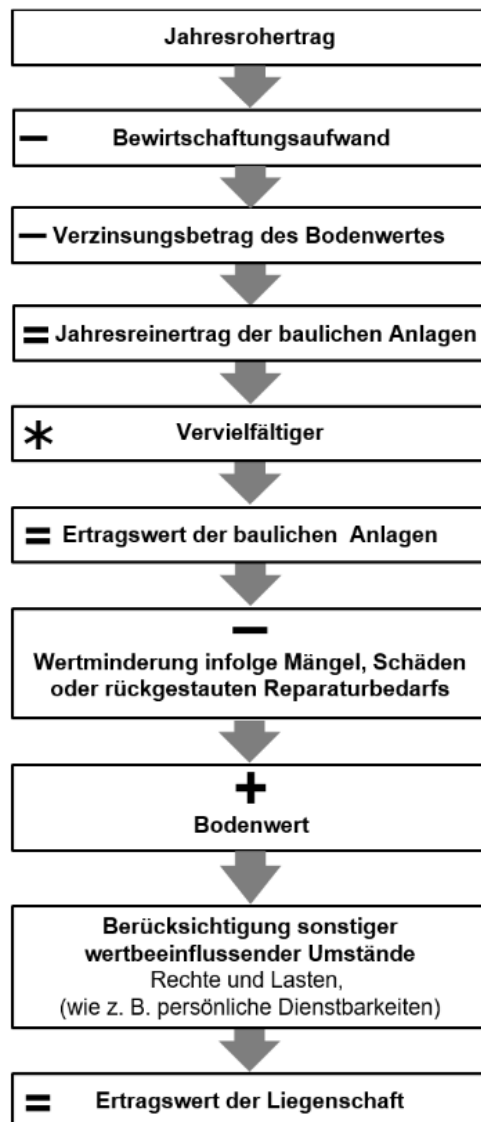 Jahresrohertrag
− Bewirtschaftungsaufwand
− Verzinsungsbetrag des Bodenwertes
= Jahresreinertrag der baulichen Anlagen
* Vervielfältiger
= Ertragswert der baulichen Anlagen
−
Wertminderung infolge Mängel, Schäden
oder rückgestauten Reparaturbedarfs
+
Bodenwert
Berücksichtigung sonstiger
wertbeeinflussender Umstände
Rechte und Lasten,
(wie z. B. persönliche Dienstbarkeiten)
= Ertragswert der Liegenschaft